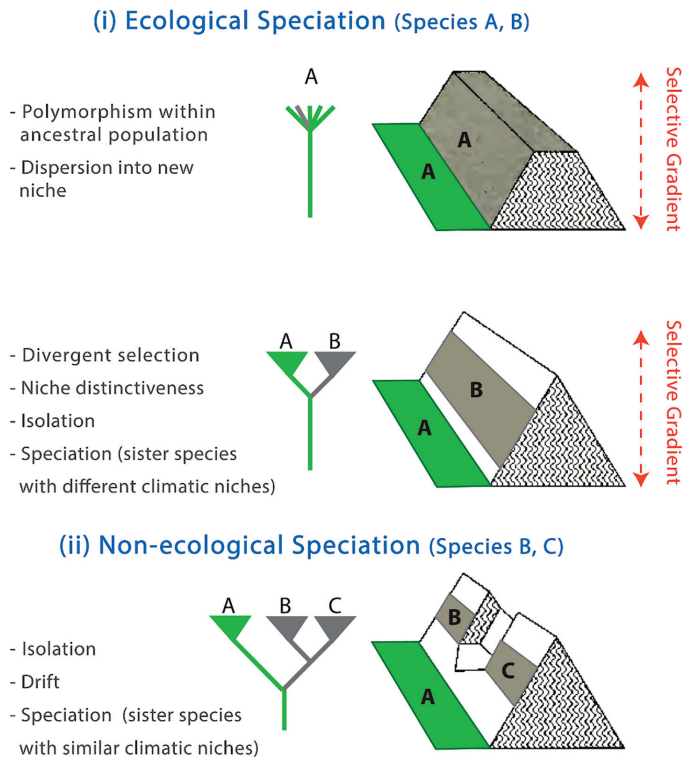 (i) Ecological Speciation (Species A, B)
A
- Polymorphism within
ancestral population
- Dispersion into new
niche
A
A
Selective Gradient
A B
- Divergent selection
- Niche distinctiveness
- Isolation
- Speciation (sister species
with different climatic niches)
B
A
Selective Gradient
(ii) Non-ecological Speciation (Species B, C)
A B C
- Isolation
- Drift
- Speciation (sister species
with similar climatic niches)
B
C
A